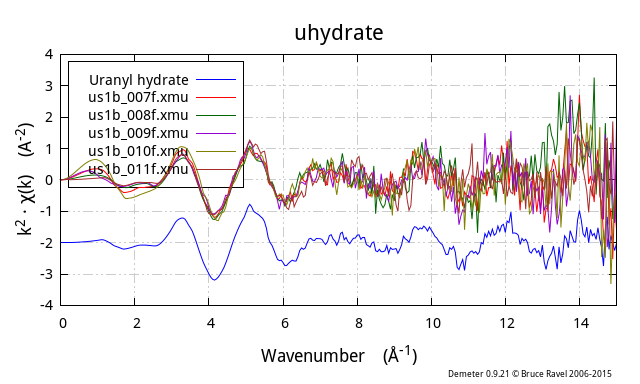 uhydrate
4
3
2
1
0
-1
-2
-3
-4
k² · χ(k) (Å⁻²)
Uranyl hydrate
us1b_007f.xmu
us1b_008f.xmu
us1b_009f.xmu
us1b_010f.xmu
us1b_011f.xmu
0 2 4 6 8 10 12 14
Wavenumber (Å⁻¹)
Demeter 0.9.21 © Bruce Ravel 2006-2015